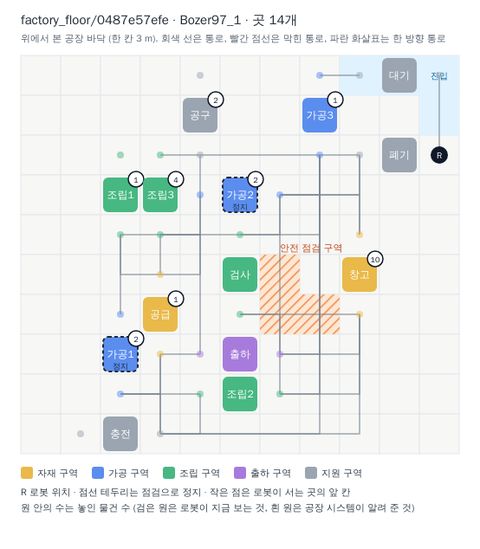 factory_floor/0487e57efe · Bozer97_1 · 곳 14개
위에서 본 공장 바닥 (한 칸 3 m). 회색 선은 통로, 빨간 점선은 막힌 통로, 파란 화살표는 한 방향 통로
대기
진입
2
공구
1
가공3
폐기
R
1
조립1
4
조립3
2
가공2
정지
안전 점검 구역
검사
10
창고
1
공급
2
가공1
정지
출하
조립2
충전
자재 구역
가공 구역
조립 구역
출하 구역
지원 구역
R 로봇 위치 · 점선 테두리는 점검으로 정지 · 작은 점은 로봇이 서는 곳의 앞 칸
원 안의 수는 놓인 물건 수 (검은 원은 로봇이 지금 보는 것, 흰 원은 공장 시스템이 알려 준 것)